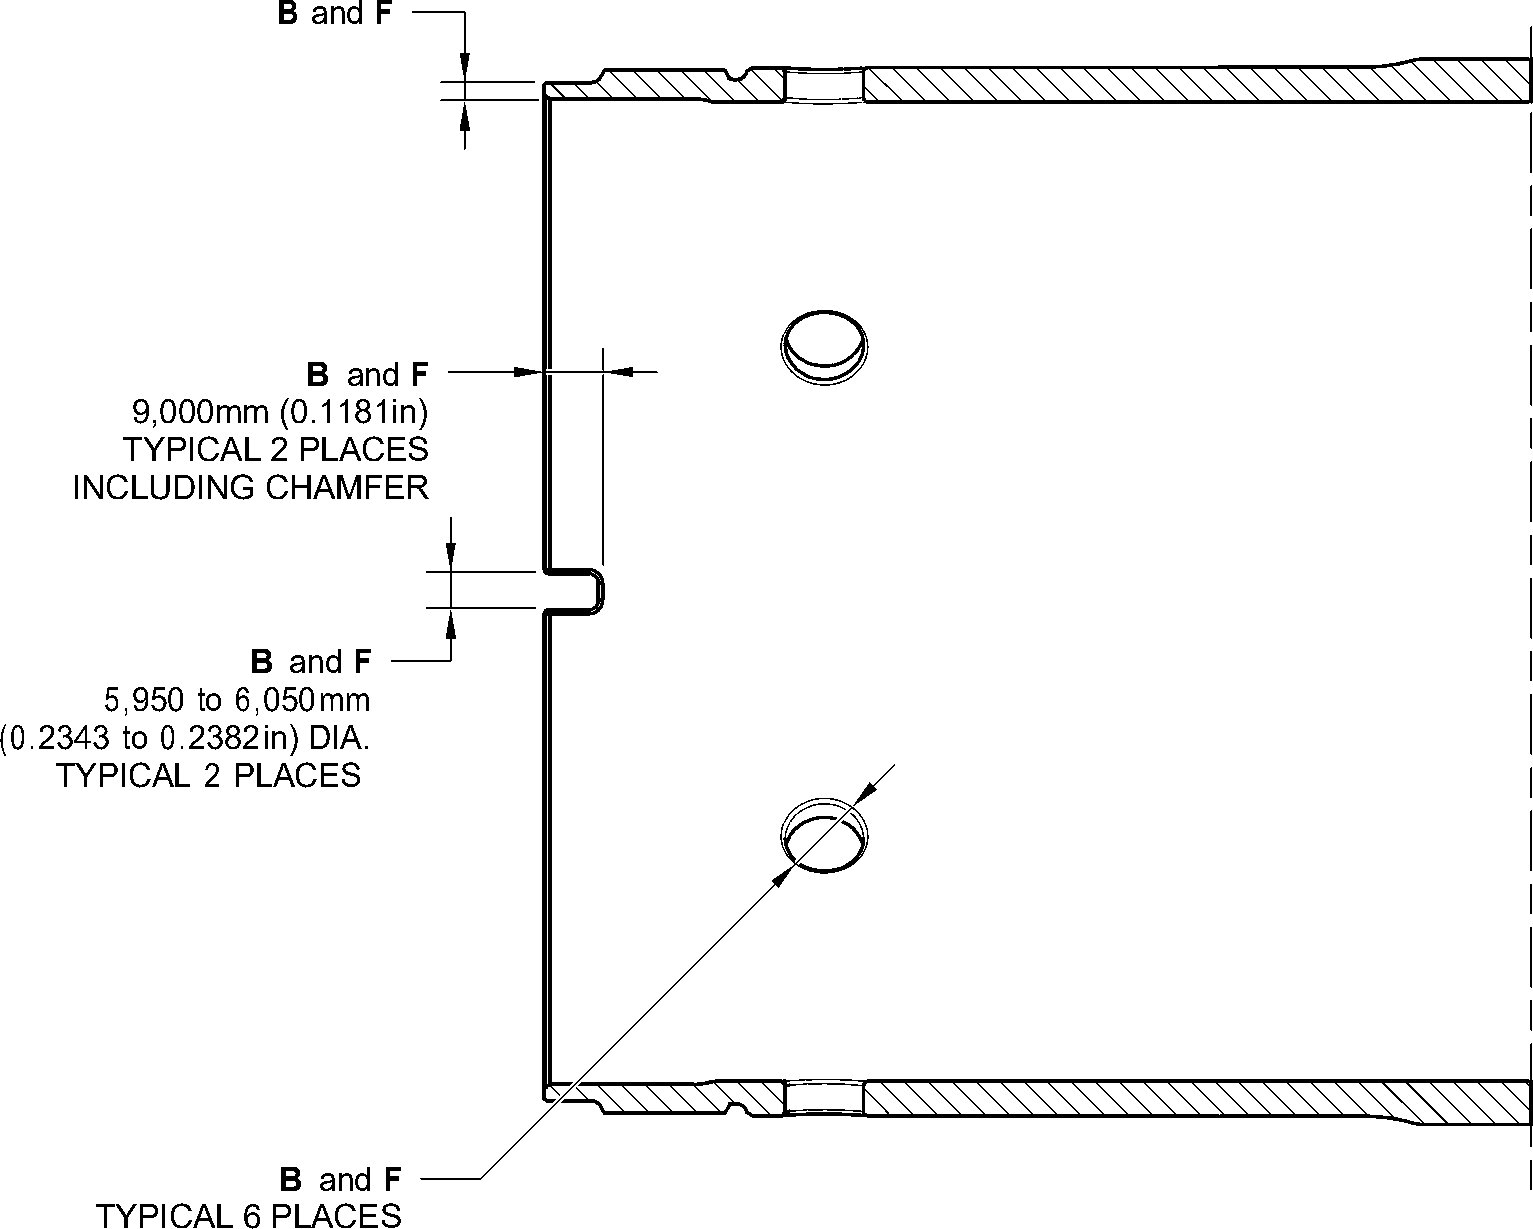 B and F
B and F
9,000mm (0.1181in)
TYPICAL 2 PLACES
INCLUDING CHAMFER
B and F
5,950 to 6,050mm
(0.2343 to 0.2382in) DIA.
TYPICAL 2 PLACES
B and F
TYPICAL 6 PLACES